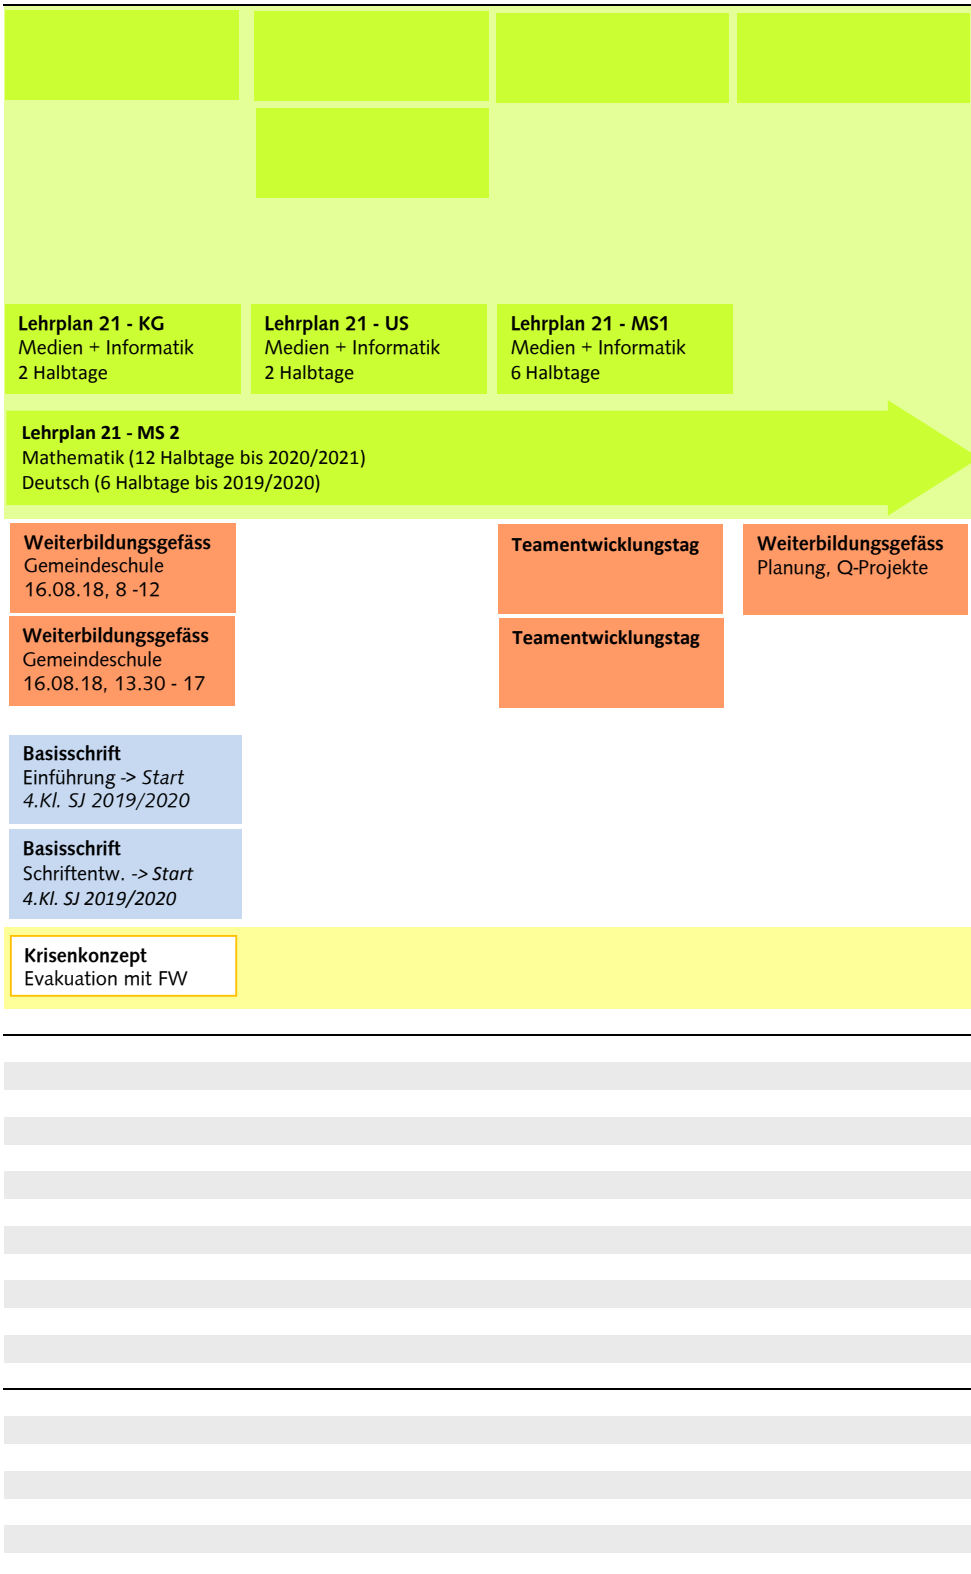 Lehrplan 21 - KG
Medien + Informatik
2 Halbtage
Lehrplan 21 - US
Medien + Informatik
2 Halbtage
Lehrplan 21 - MS1
Medien + Informatik
6 Halbtage
Lehrplan 21 - MS 2
Mathematik (12 Halbtage bis 2020/2021)
Deutsch (6 Halbtage bis 2019/2020)
Weiterbildungsgefäss
Gemeindeschule
16.08.18, 8 -12
Teamentwicklungstag
Weiterbildungsgefäss
Planung, Q-Projekte
Weiterbildungsgefäss
Gemeindeschule
16.08.18, 13.30 - 17
Teamentwicklungstag
Basisschrift
Einführung -> Start
4.Kl. SJ 2019/2020
Basisschrift
Schriftentw. -> Start
4.Kl. SJ 2019/2020
Krisenkonzept
Evakuation mit FW